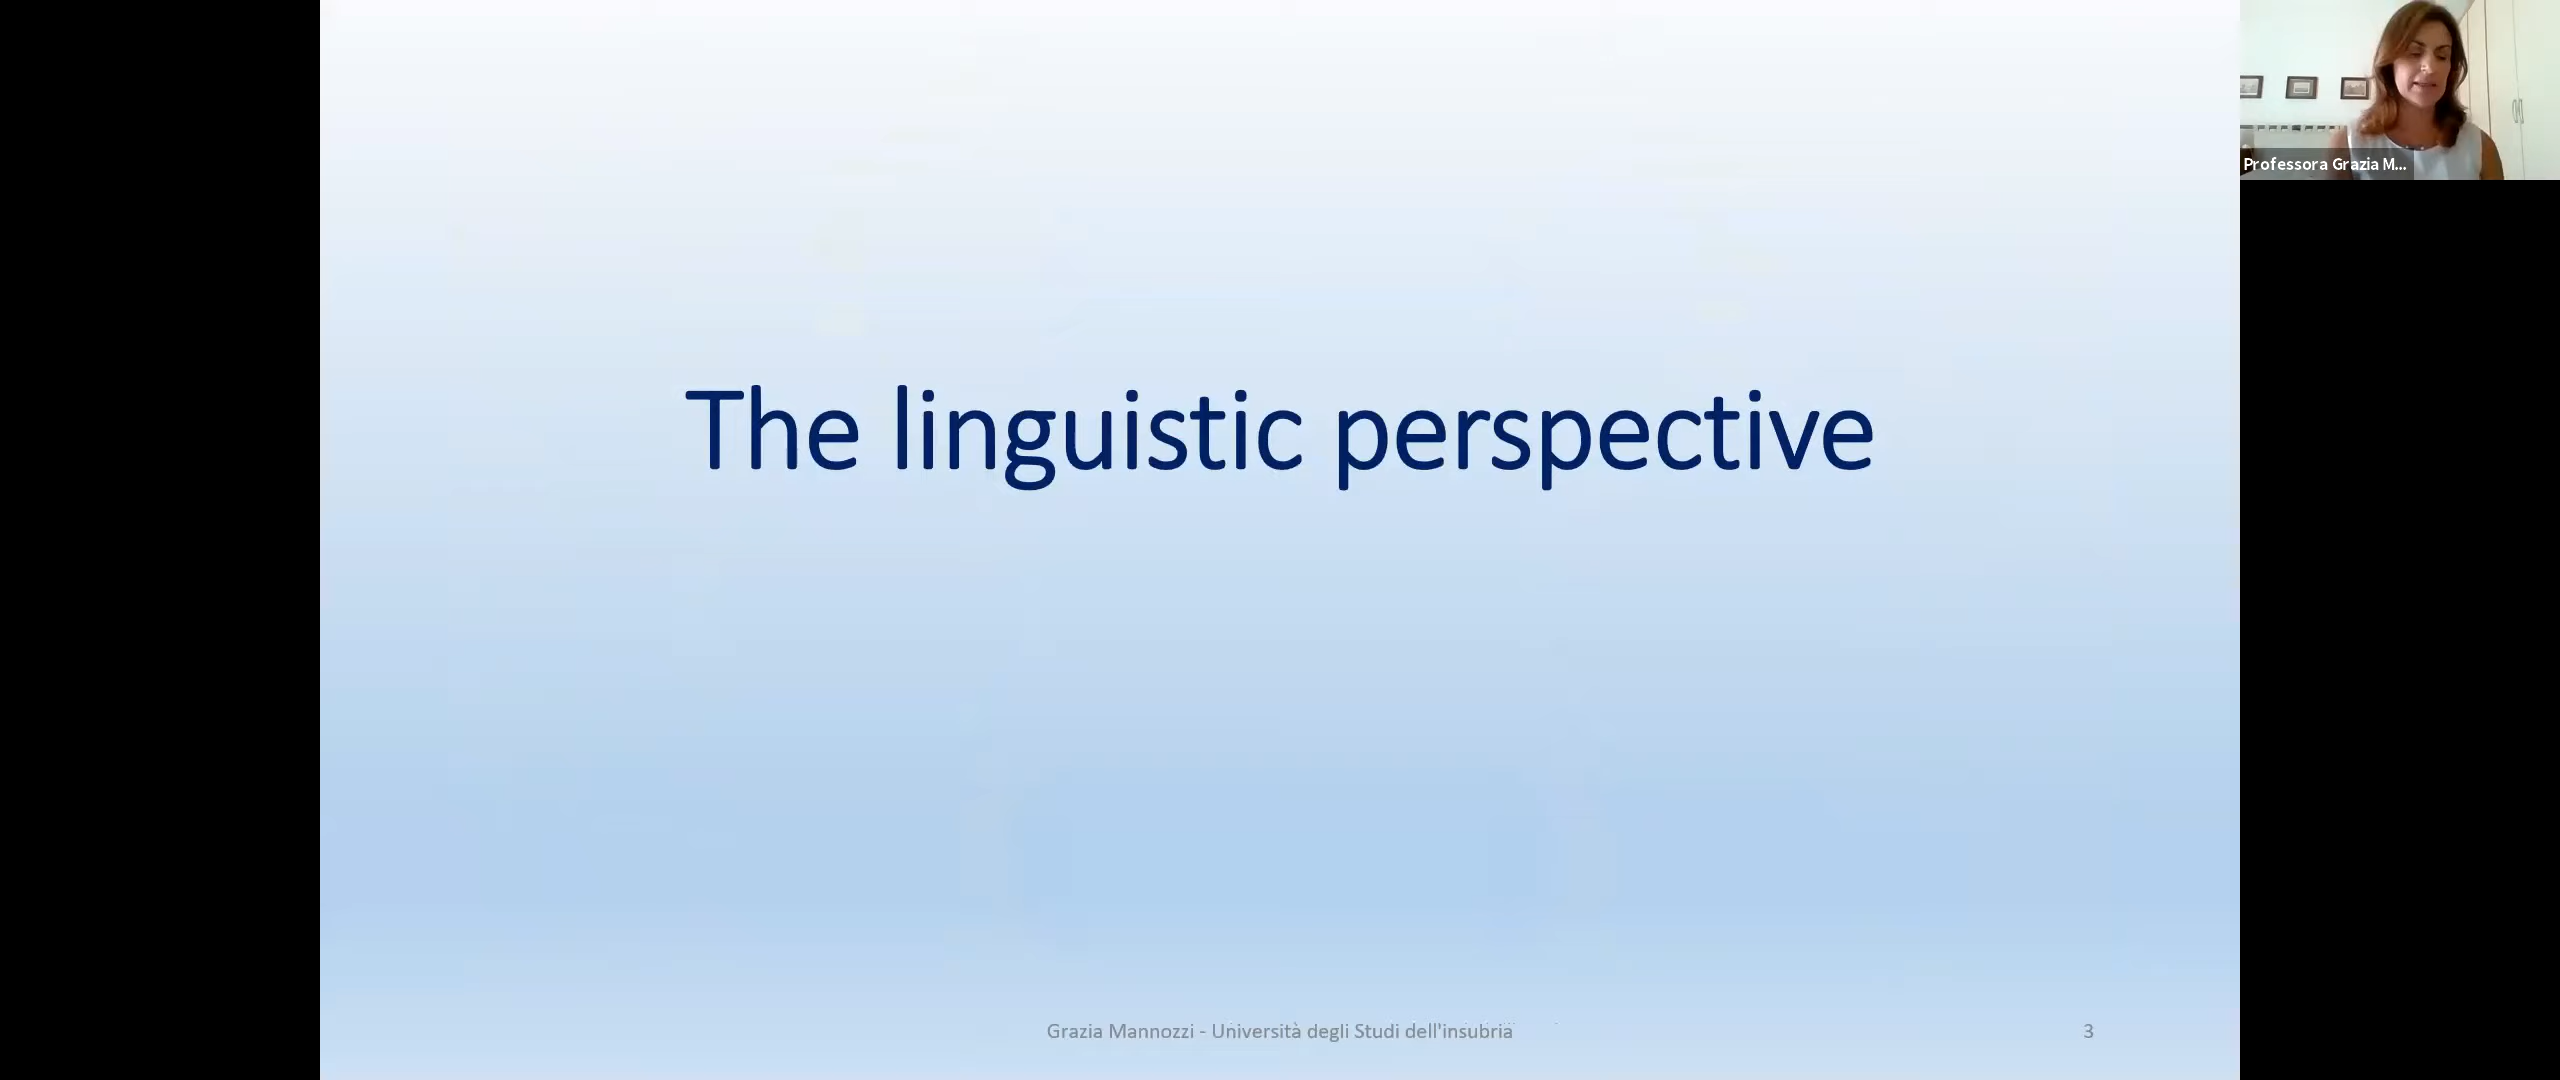 Professora Grazia M...
The linguistic perspective
Grazia Mannozzi - Università degli Studi dell'insubria
3